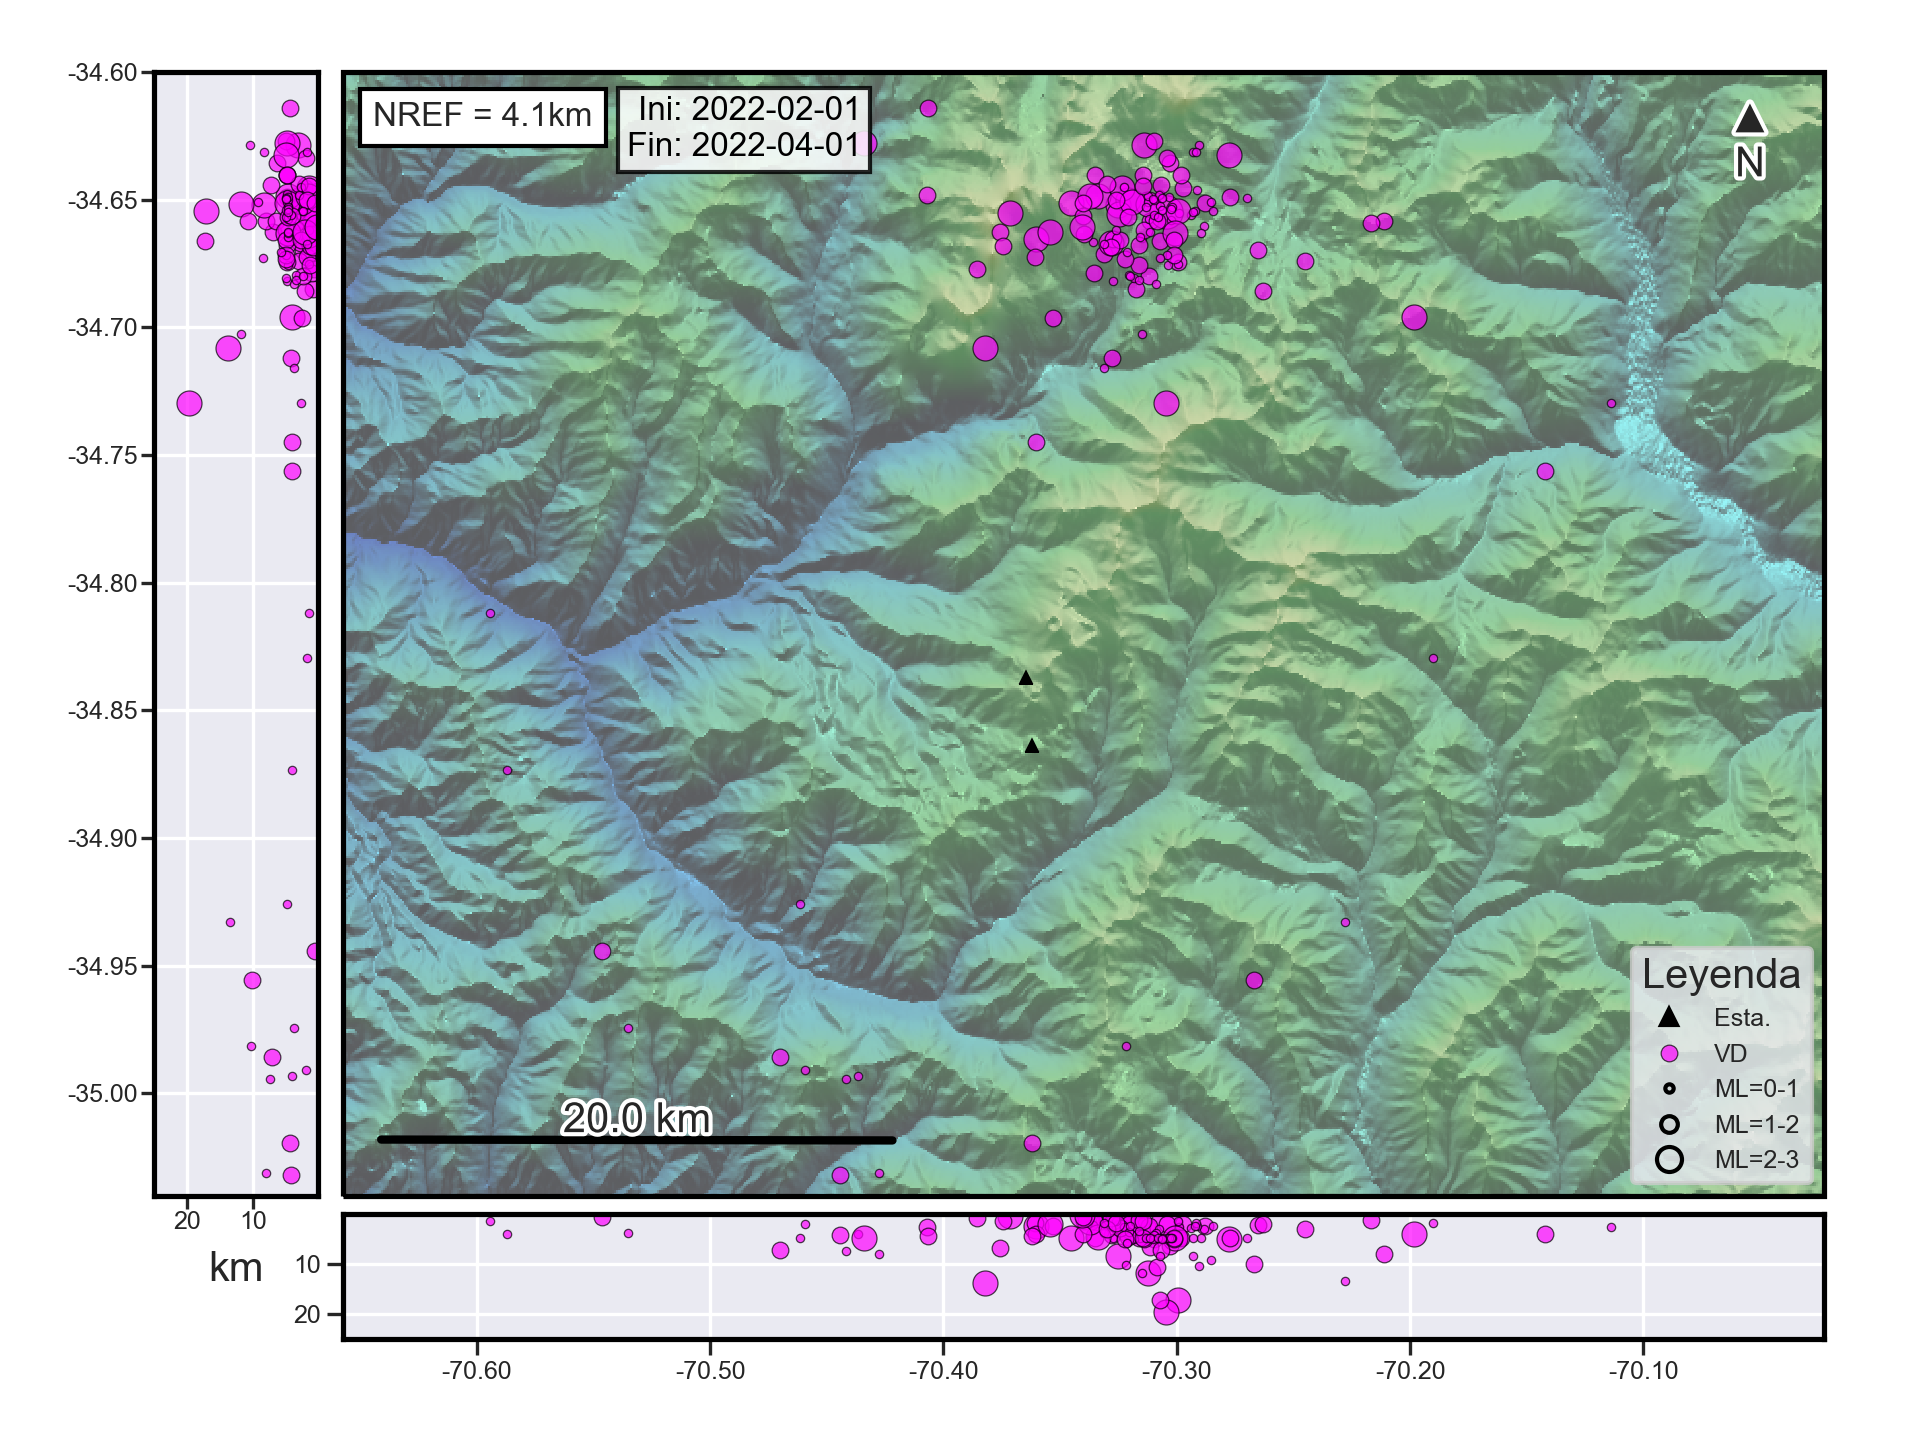 -34.60
-34.65
-34.70
-34.75
-34.80
-34.85
-34.90
-34.95
-35.00
20
10
km
NREF = 4.1km
Ini: 2022-02-01
Fin: 2022-04-01
N
20.0 km
Leyenda
Esta.
VD
ML=0-1
ML=1-2
ML=2-3
10
20
-70.60
-70.50
-70.40
-70.30
-70.20
-70.10